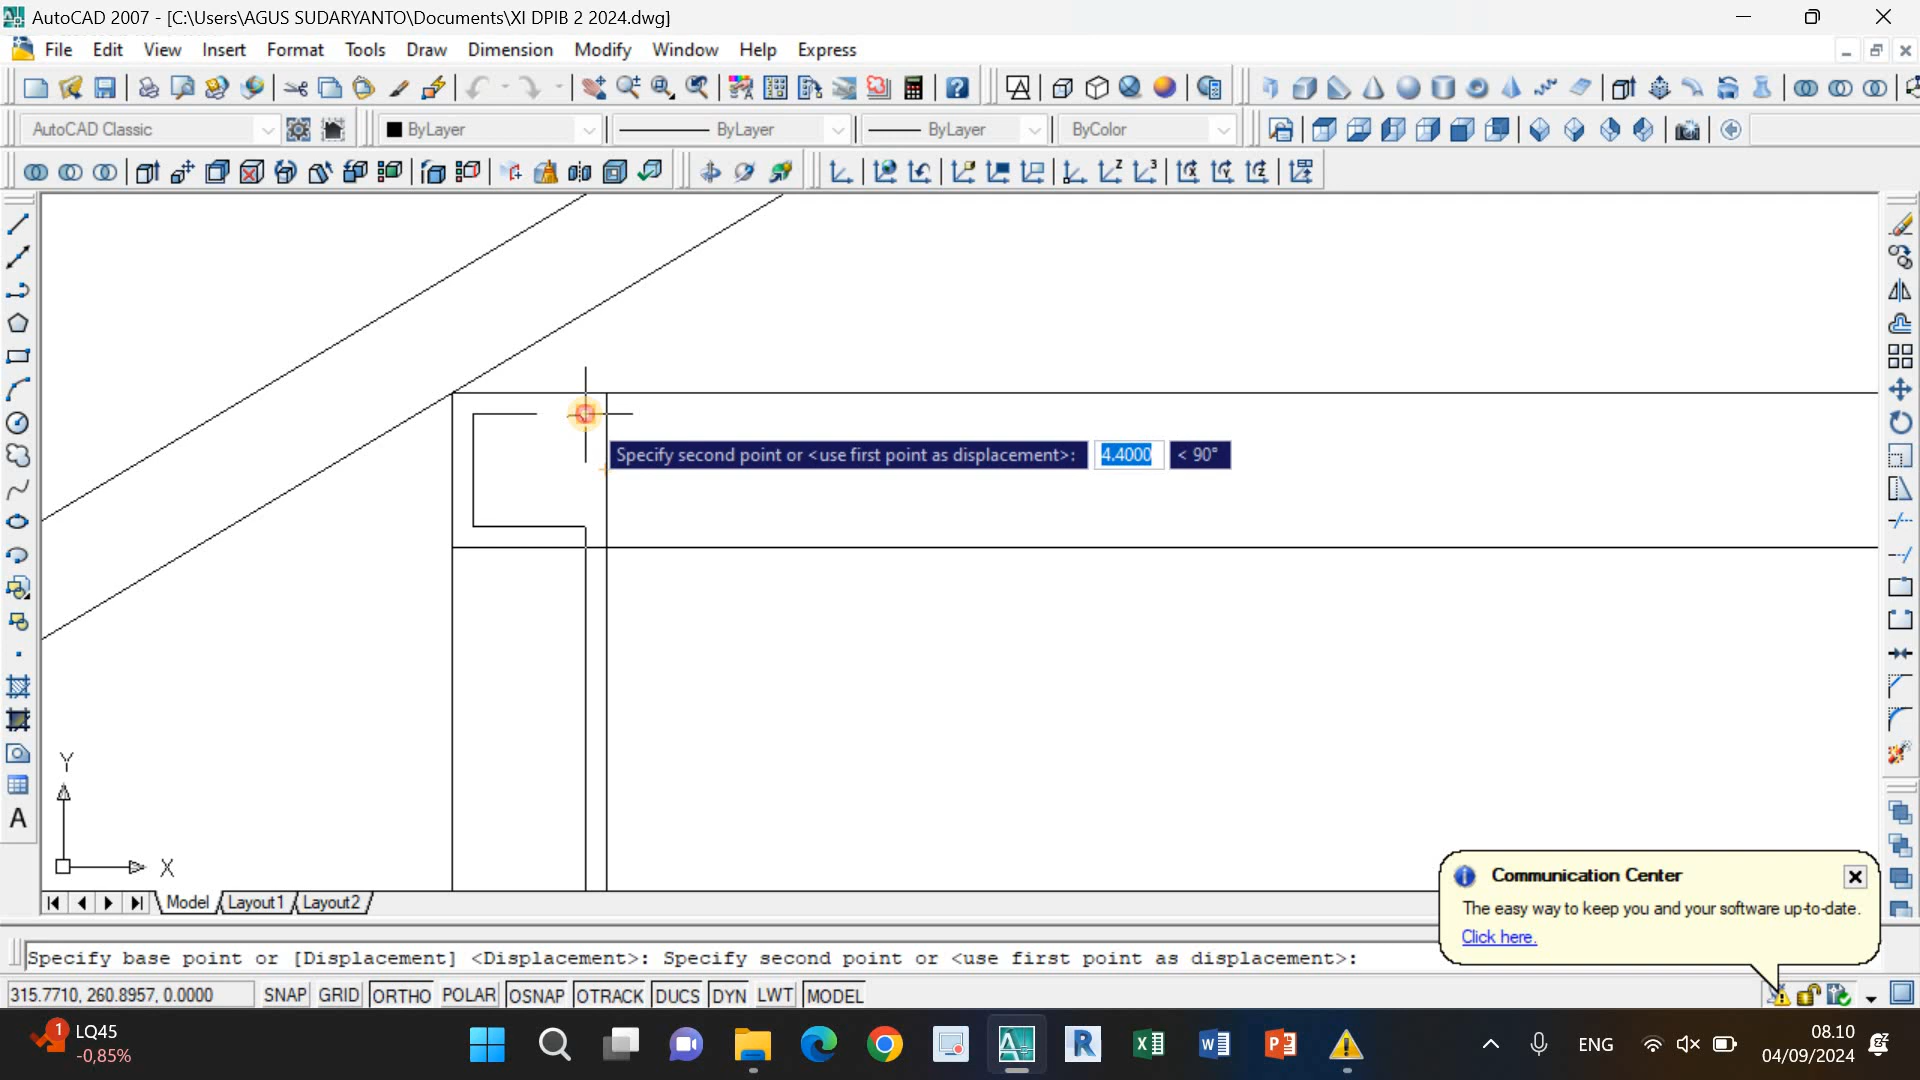 AutoCAD 2007 - [C:\Users\AGUS SUDARYANTO\Documents\XI DPIB 2 2024.dwg]
File Edit View Insert Format Tools Draw Dimension Modify Window Help Express
AutoCAD Classic ByLayer ByLayer ByLayer ByColor
Specify second point or <use first point as displacement>: 4.4000 < 90°
A
Y
X
Model Layout1 Layout2
Communication Center
The easy way to keep you and your software up-to-date.
Click here.
Specify base point or [Displacement] <Displacement>: Specify second point or <use first point as displacement>:
315.7710, 260.8957, 0.0000 SNAP GRID ORTHO POLAR OSNAP OTRACK DUCS DYN LWT MODEL
1 LQ45
-0,85%
ENG
08.10
04/09/2024